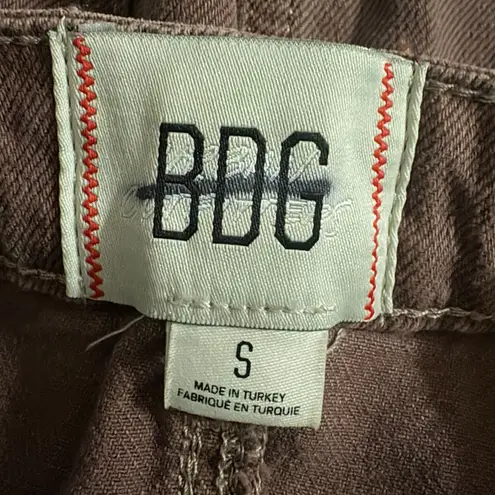 BDG
S
MADE IN TURKEY
FABRIQUÉ EN TURQUIE